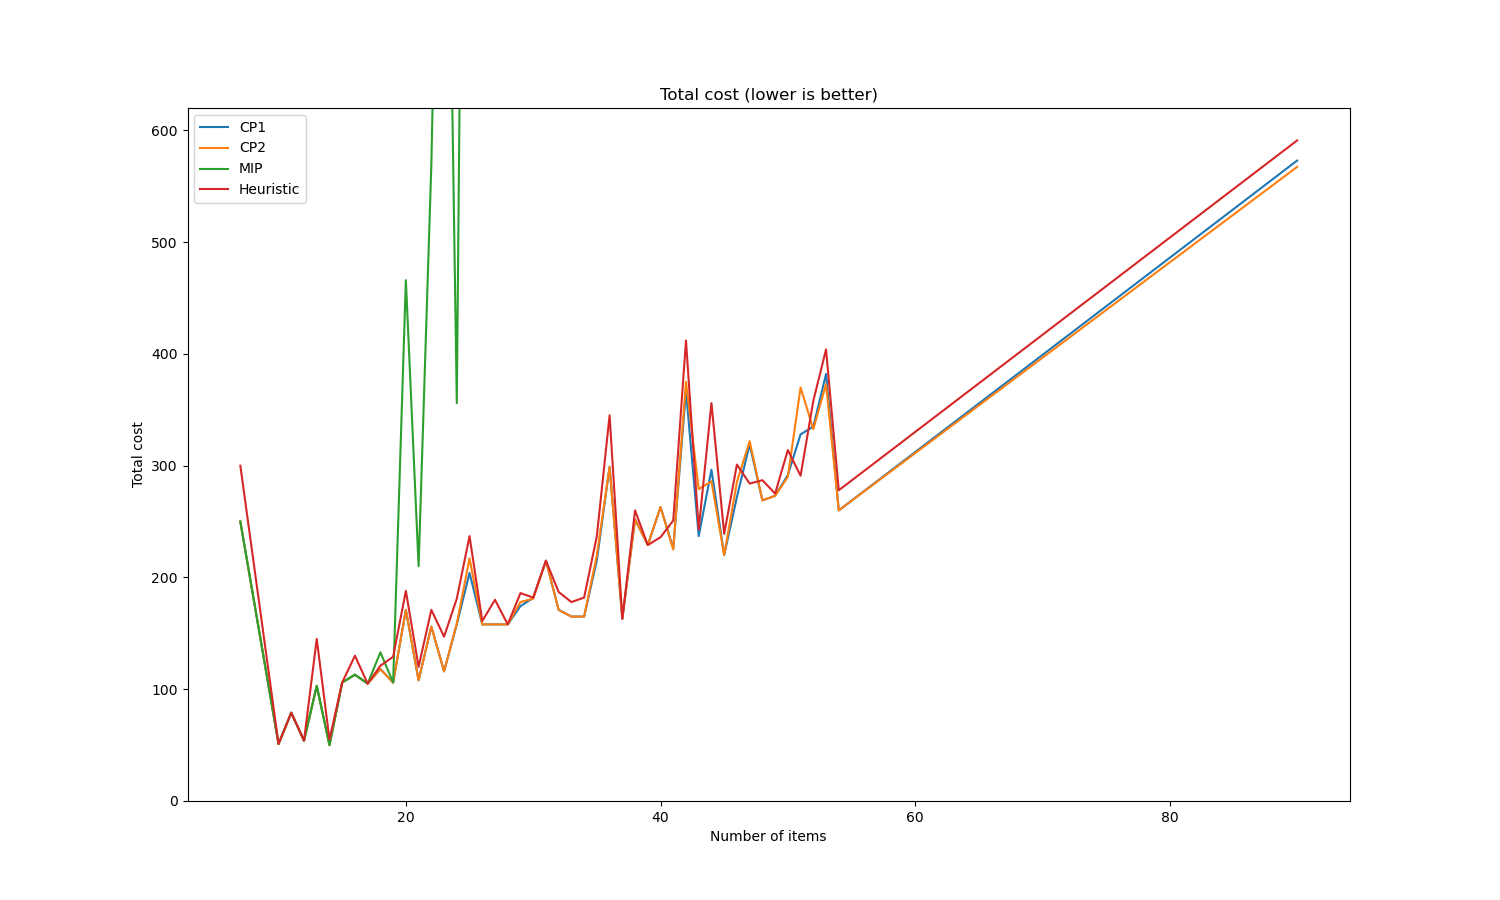 Total cost (lower is better)
CP1
CP2
MIP
Heuristic
600
500
400
300
200
100
0
Total cost
20
40
60
80
Number of items